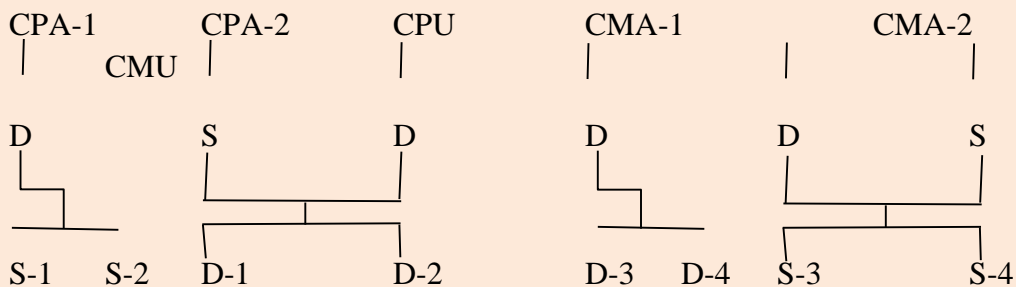 CPA-1 CPA-2 CPU CMA-1 CMA-2
CMU
D S D D D S
S-1 S-2 D-1 D-2 D-3 D-4 S-3 S-4